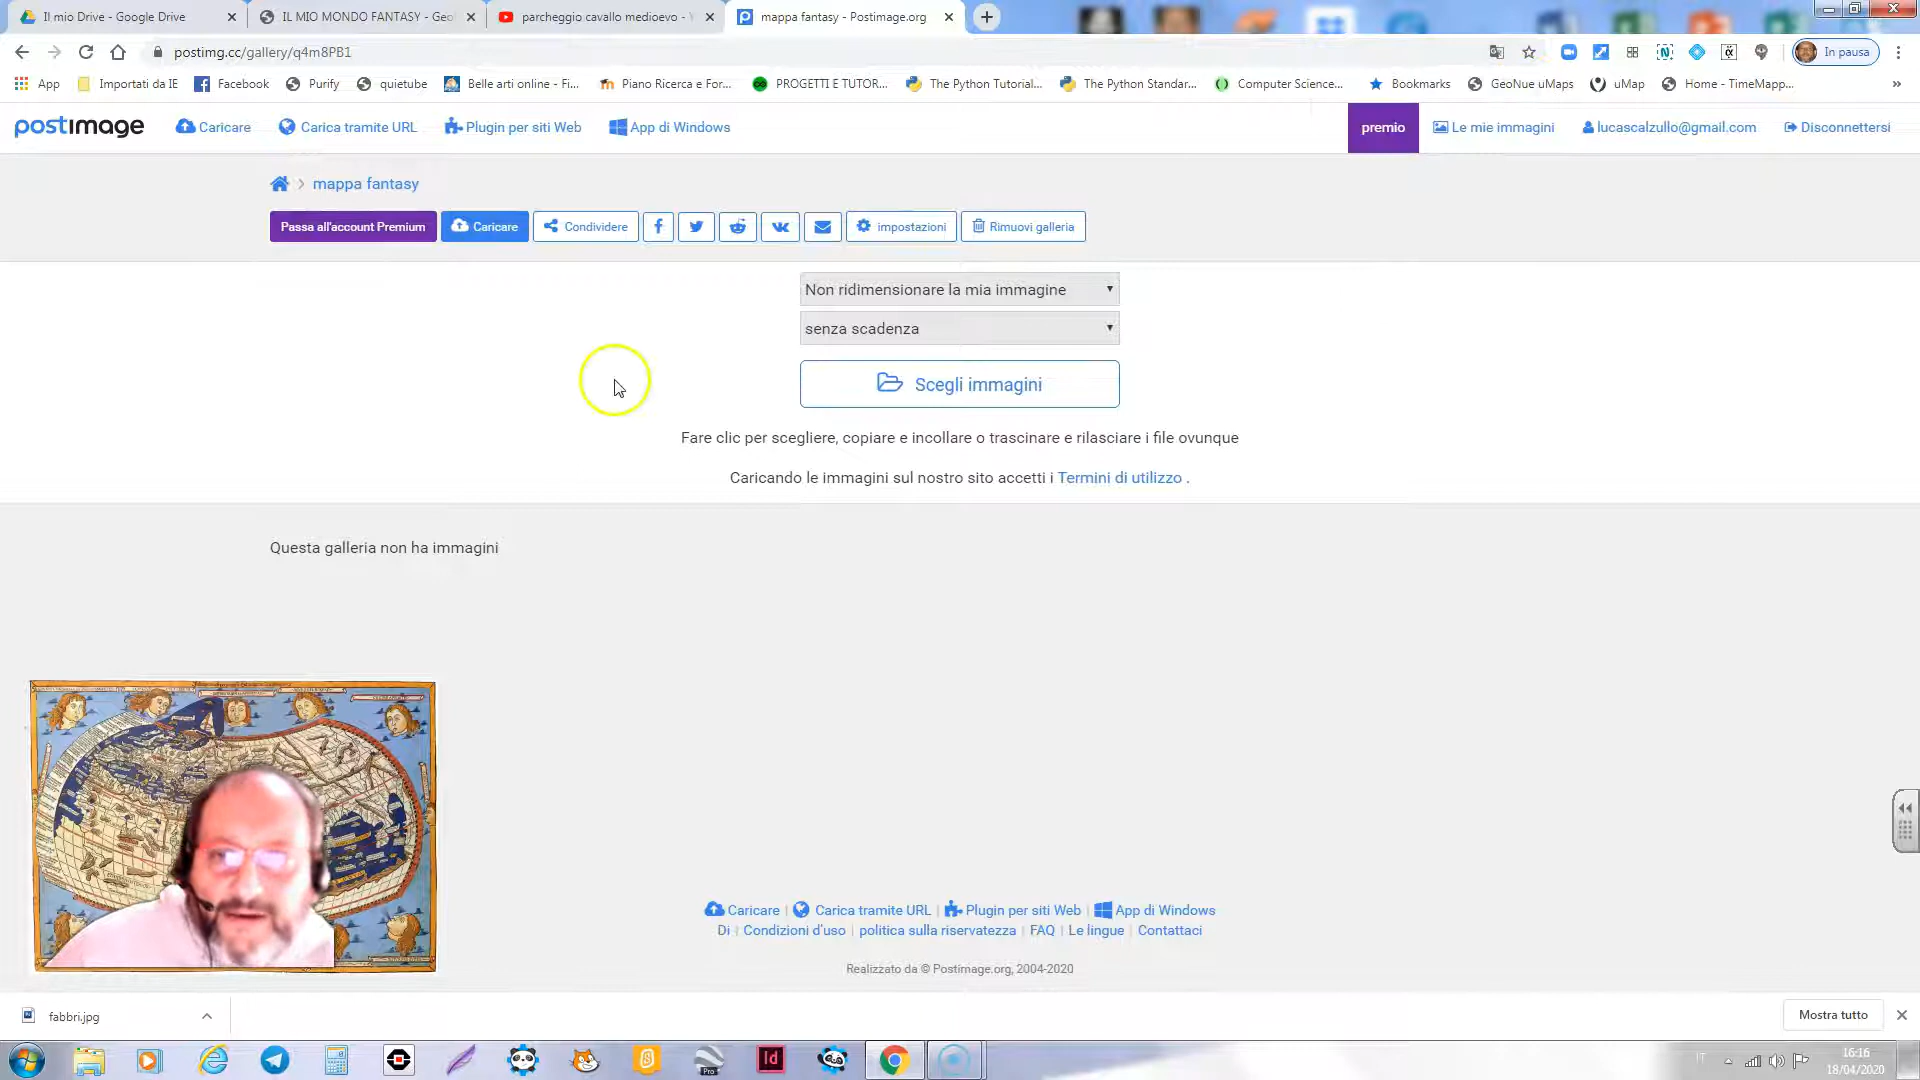 Il mio Drive - Google Drive
IL MIO MONDO FANTASY - Geo
parcheggio cavallo medioevo -
mappa fantasy - Postimage.org
postimg.cc/gallery/q4m8PB1
In pausa
App
Importati da IE
Facebook
Purify
quietube
Belle arti online - Fi...
Piano Ricerca e For...
PROGETTI E TUTOR...
The Python Tutorial...
The Python Standar...
Computer Science...
Bookmarks
GeoNue uMaps
uMap
Home - TimeMapp...
postimage
Caricare
Carica tramite URL
Plugin per siti Web
App di Windows
premio
Le mie immagini
lucascalzullo@gmail.com
Disconnettersi
mappa fantasy
Passa all'account Premium
Caricare
Condividere
impostazioni
Rimuovi galleria
Non ridimensionare la mia immagine
senza scadenza
Scegli immagini
Fare clic per scegliere, copiare e incollare o trascinare e rilasciare i file ovunque
Caricando le immagini sul nostro sito accetti i Termini di utilizzo .
Questa galleria non ha immagini
Caricare | Carica tramite URL | Plugin per siti Web | App di Windows
Di | Condizioni d'uso | politica sulla riservatezza | FAQ | Le lingue | Contattaci
Realizzato da © Postimage.org, 2004-2020
fabbri.jpg
Mostra tutto
Pro
Id
IT
16:16
18/04/2020